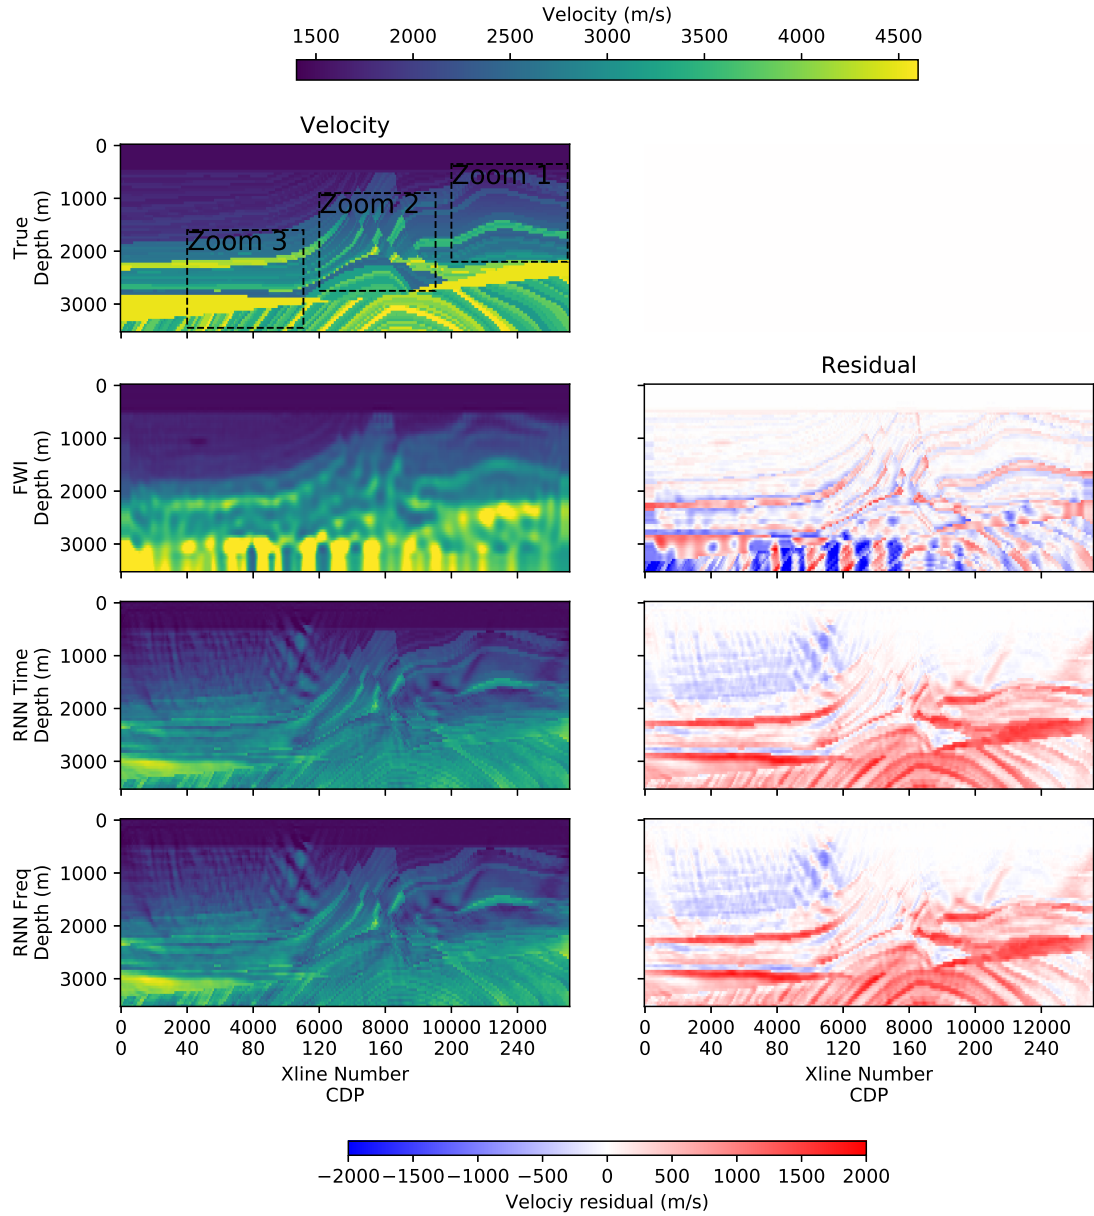 Velocity (m/s)
1500 2000 2500 3000 3500 4000 4500
Velocity
True
Depth (m)
0
1000
2000
3000
Zoom 1
Zoom 2
Zoom 3
Residual
FWI
Depth (m)
0
1000
2000
3000
RNN Time
Depth (m)
0
1000
2000
3000
RNN Freq
Depth (m)
0
1000
2000
3000
0 2000 4000 6000 8000 10000 12000
0 40 80 120 160 200 240
Xline Number
CDP
0 2000 4000 6000 8000 10000 12000
0 40 80 120 160 200 240
Xline Number
CDP
−2000 −1500 −1000 −500 0 500 1000 1500 2000
Velociy residual (m/s)